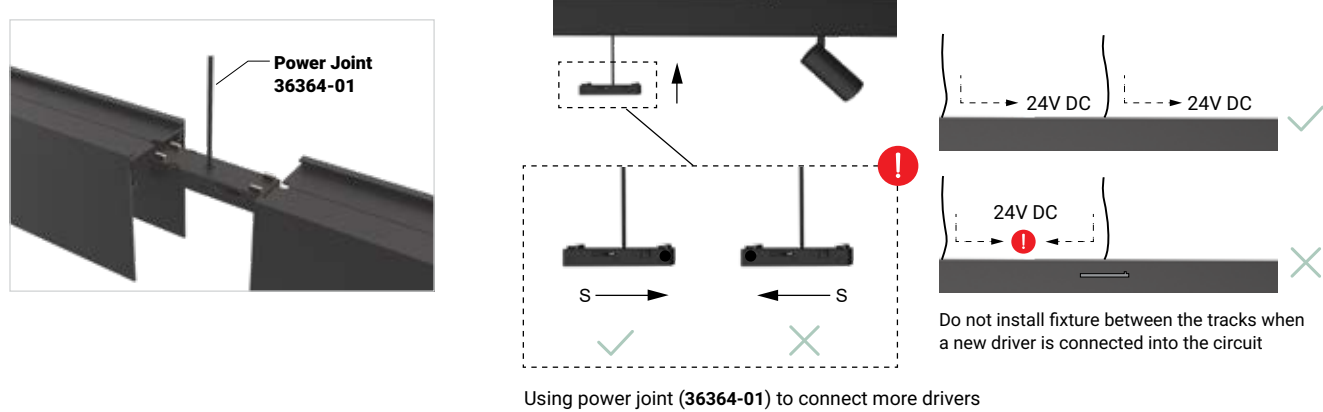 Power Joint
36364-01
S
S
Using power joint (36364-01) to connect more drivers
24V DC
24V DC
24V DC
Do not install fixture between the tracks when
a new driver is connected into the circuit